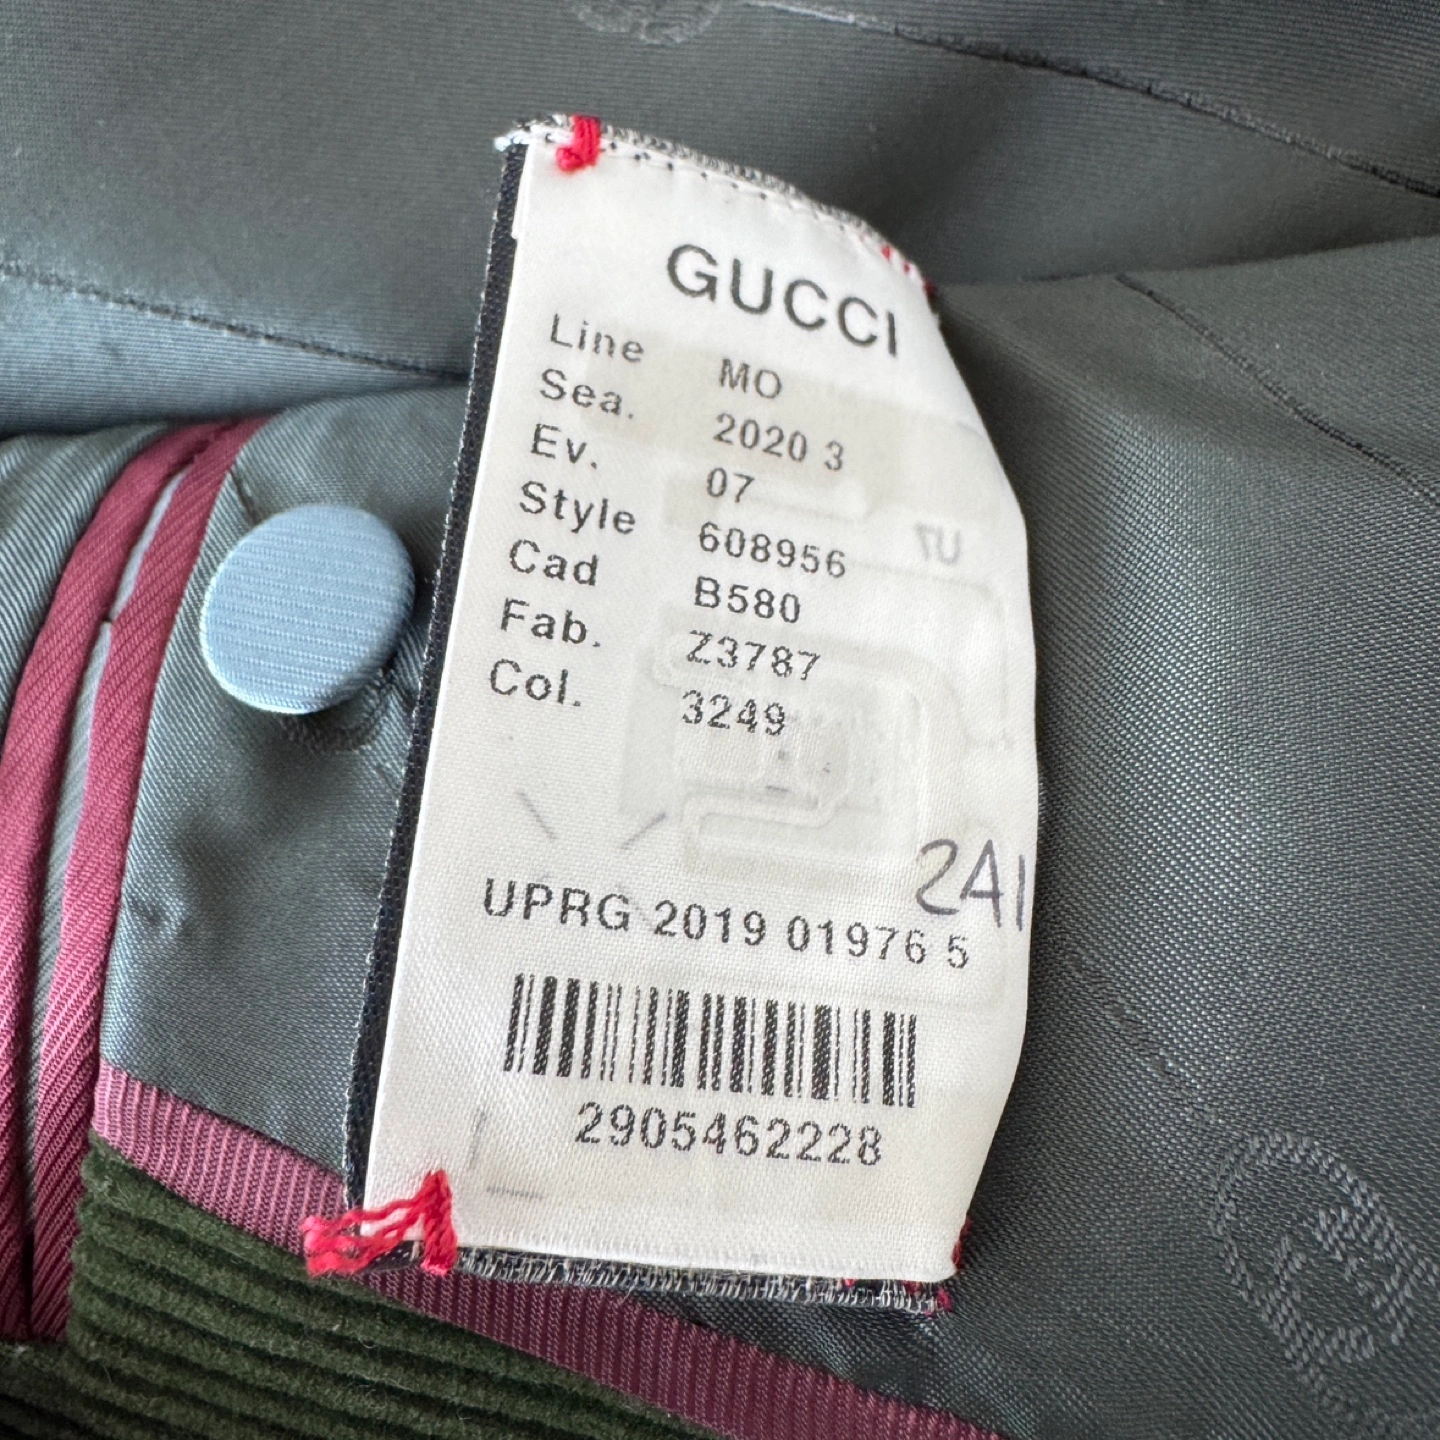 GUCCI
Line MO
Sea. 2020 3
Ev. 07
Style 608956
Cad B580
Fab. Z3787
Col. 3249
2A1
UPRG 2019 01976 5
2905462228